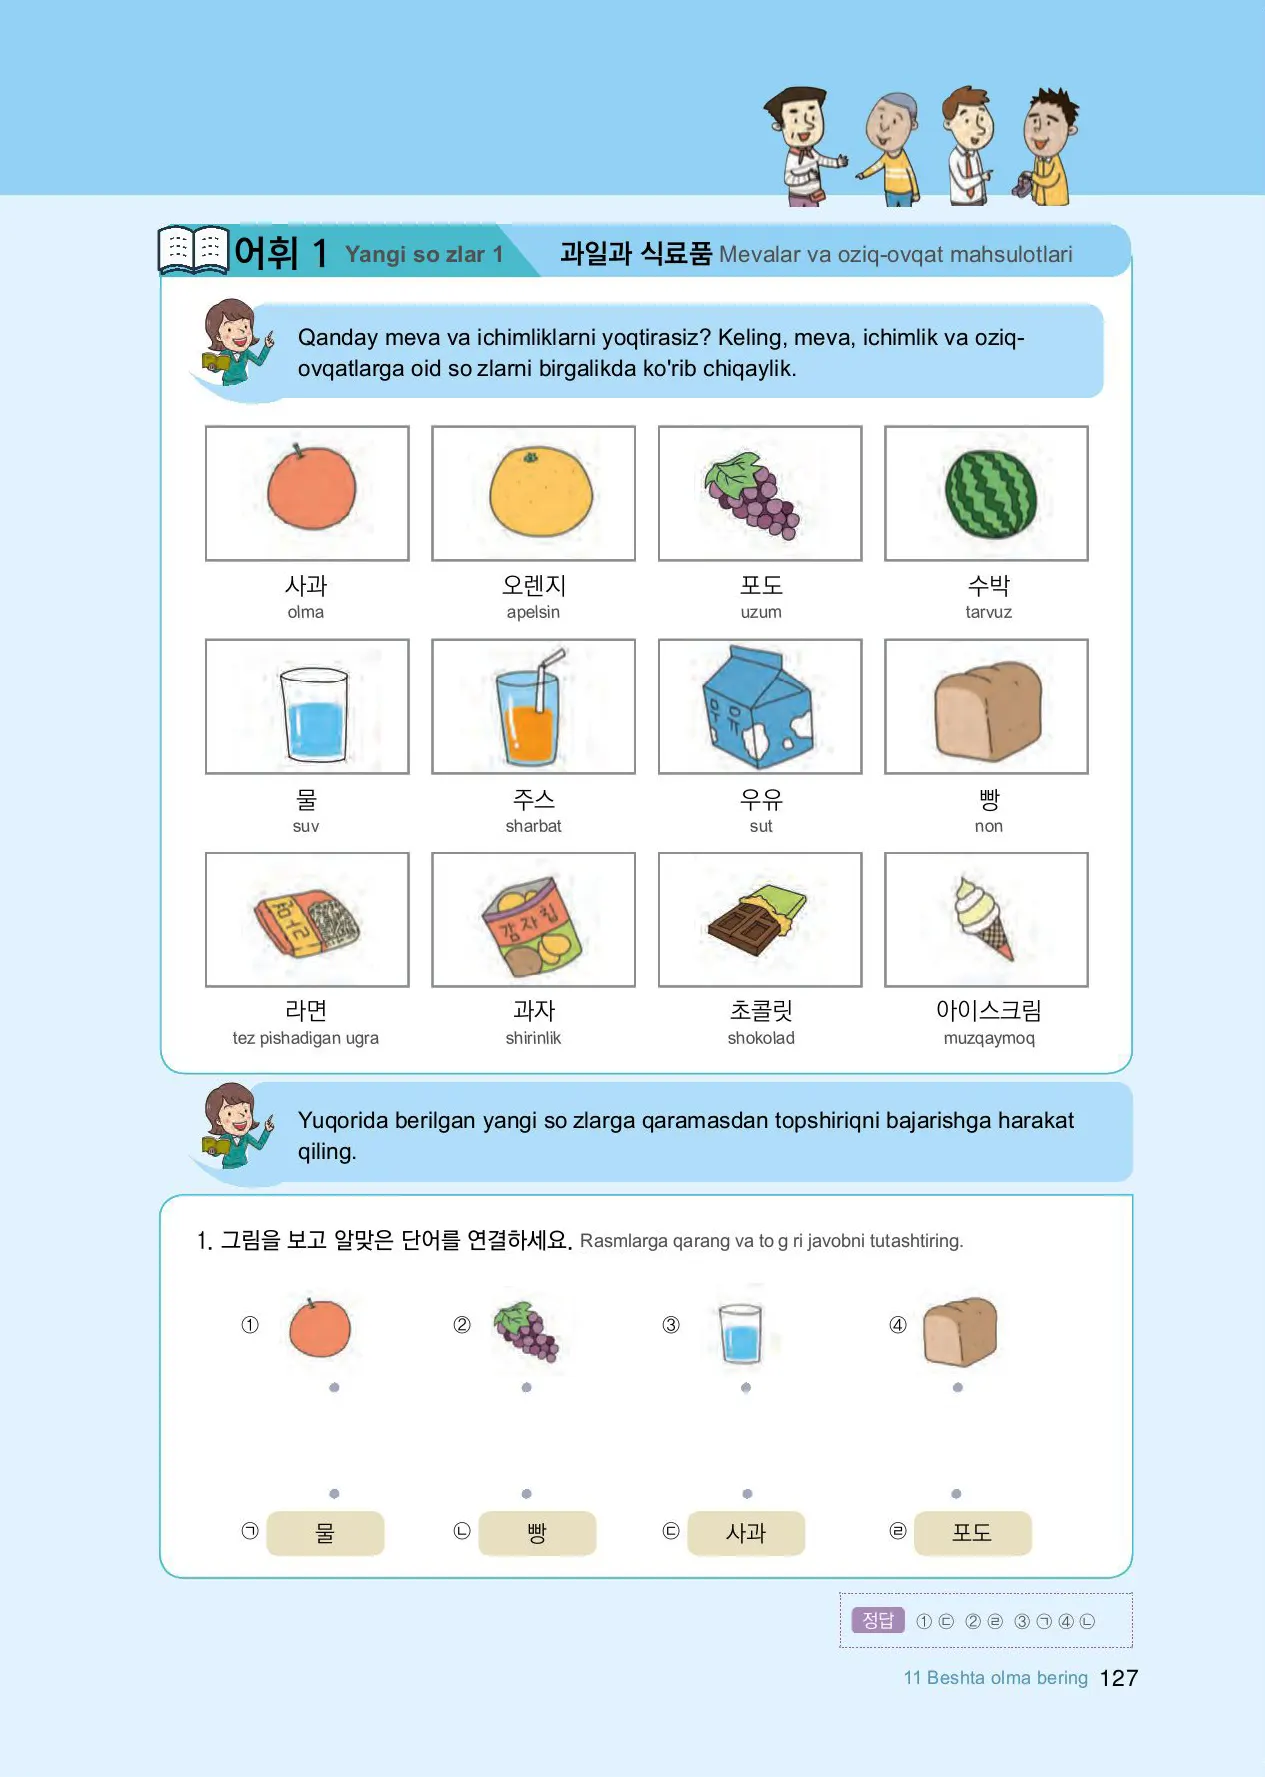 어휘 1 Yangi so zlar 1 과일과 식료품 Mevalar va oziq-ovqat mahsulotlari
Qanday meva va ichimliklarni yoqtirasiz? Keling, meva, ichimlik va oziq-
ovqatlarga oid so zlarni birgalikda ko'rib chiqaylik.
사과 오렌지 포도 수박
olma apelsin uzum tarvuz
우유
물 주스 우유 빵
suv sharbat sut non
감자칩
라면 과자 초콜릿 아이스크림
tez pishadigan ugra shirinlik shokolad muzqaymoq
Yuqorida berilgan yangi so zlarga qaramasdan topshiriqni bajarishga harakat
qiling.
1. 그림을 보고 알맞은 단어를 연결하세요. Rasmlarga qarang va to g ri javobni tutashtiring.
① ② ③ ④
㉠ 물 ㉡ 빵 ㉢ 사과 ㉣ 포도
정답 ① ㉢ ② ㉣ ③ ㉠ ④ ㉡
11 Beshta olma bering 127